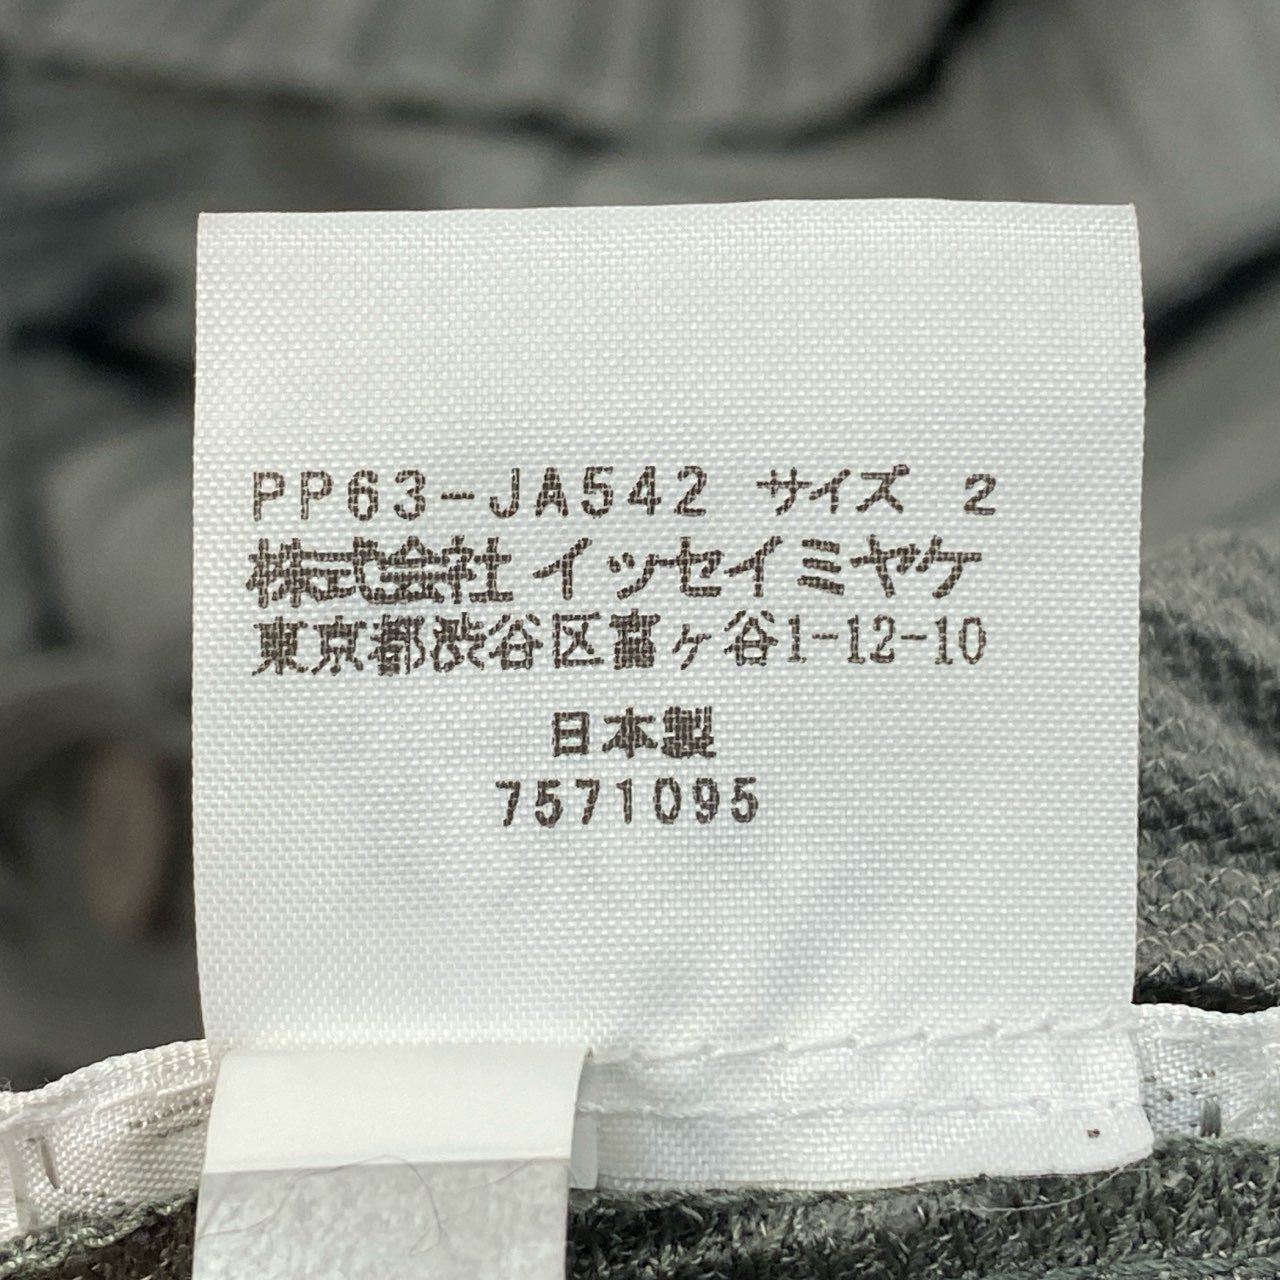 PP63-JA542 サイズ 2
株式会社 イッセイミヤケ
東京都渋谷区富ヶ谷1-12-10
日本製
7571095